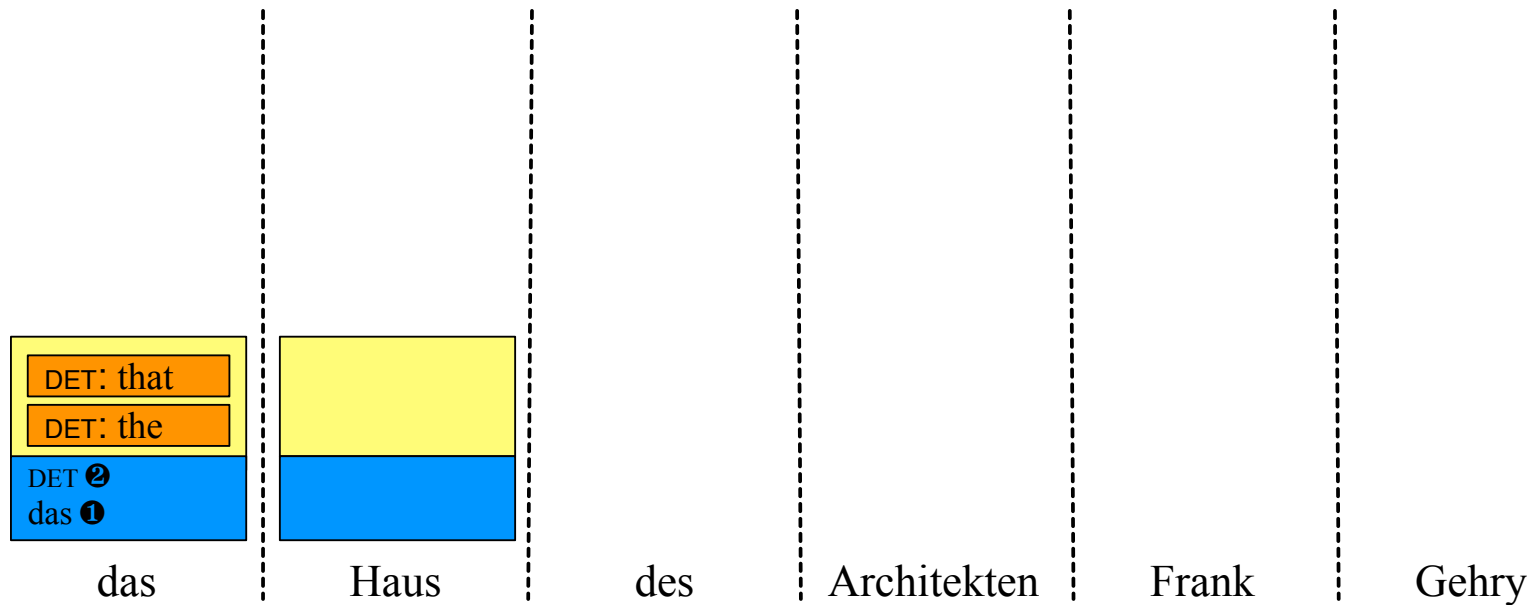 DET: that
DET: the
DET ❷
das ❶
das Haus des Architekten Frank Gehry